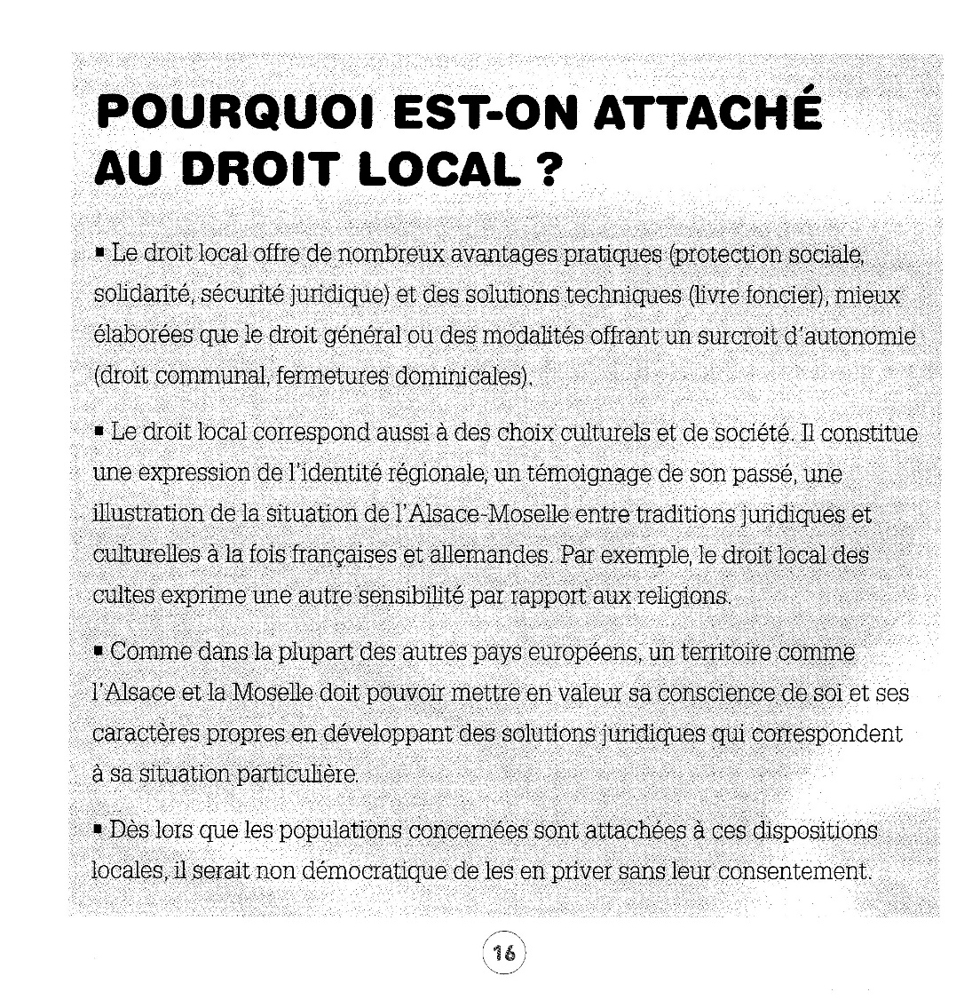 POURQUOI EST-ON ATTACHÉ
AU DROIT LOCAL ?
▪ Le droit local offre de nombreux avantages pratiques (protection sociale,
solidarité, sécurité juridique) et des solutions techniques (livre foncier), mieux
élaborées que le droit général ou des modalités offrant un surcroit d'autonomie
(droit communal, fermetures dominicales).
▪ Le droit local correspond aussi à des choix culturels et de société. Il constitue
une expression de l'identité régionale, un témoignage de son passé, une
illustration de la situation de l'Alsace-Moselle entre traditions juridiques et
culturelles à la fois françaises et allemandes. Par exemple, le droit local des
cultes exprime une autre sensibilité par rapport aux religions.
▪ Comme dans la plupart des autres pays européens, un territoire comme
l'Alsace et la Moselle doit pouvoir mettre en valeur sa conscience de soi et ses
caractères propres en développant des solutions juridiques qui correspondent
à sa situation particulière.
▪ Dès lors que les populations concernées sont attachées à ces dispositions
locales, il serait non démocratique de les en priver sans leur consentement.
16